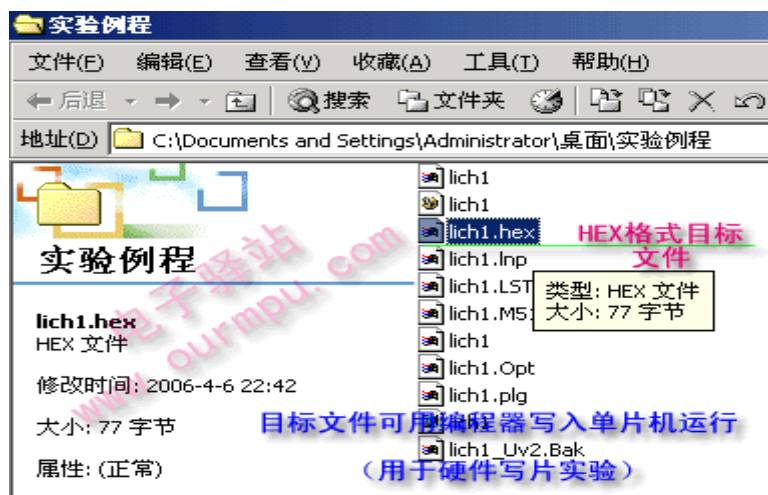 实验例程
文件(F) 编辑(E) 查看(V) 收藏(A) 工具(T) 帮助(H)
后退 搜索 文件夹
地址(D) C:\Documents and Settings\Administrator\桌面\实验例程
实验例程
lich1.hex
HEX 文件
修改时间: 2006-4-6 22:42
大小: 77 字节
属性: (正常)
lich1
lich1
lich1.hex
lich1.lnp
lich1.LST
lich1.M51
lich1
lich1.Opt
lich1.plg
lich1_Uv2.Bak
HEX格式目标
文件
类型: HEX 文件
大小: 77 字节
目标文件可用编程器写入单片机运行
（用于硬件写片实验）
电子驿站
www.ourmpu.com